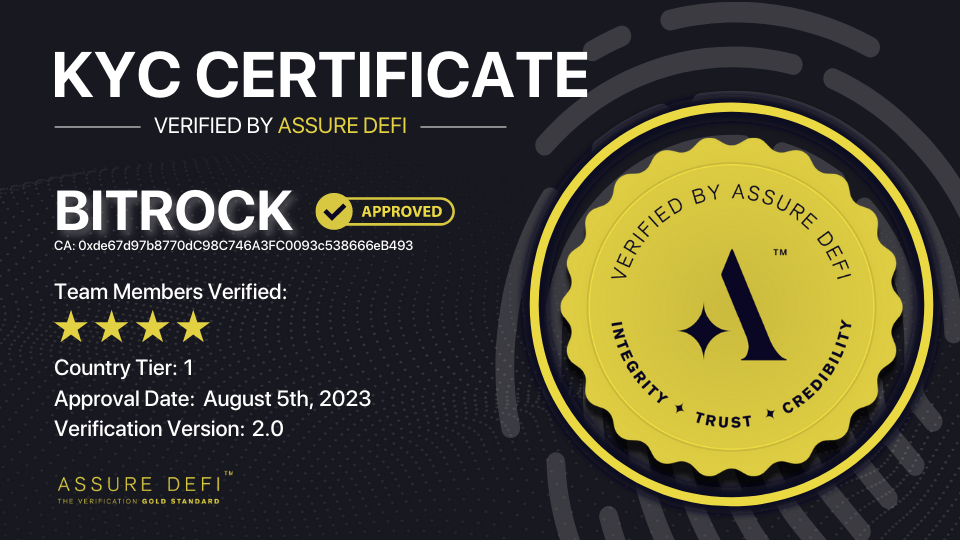 KYC CERTIFICATE
VERIFIED BY ASSURE DEFI
BITROCK
APPROVED
CA: 0xde67d97b8770dC98C746A3FC0093c538666eB493
Team Members Verified:
Country Tier: 1
Approval Date: August 5th, 2023
Verification Version: 2.0
ASSURE DEFI™
THE VERIFICATION GOLD STANDARD
VERIFIED BY ASSURE DEFI
™
INTEGRITY ✦ TRUST ✦ CREDIBILITY